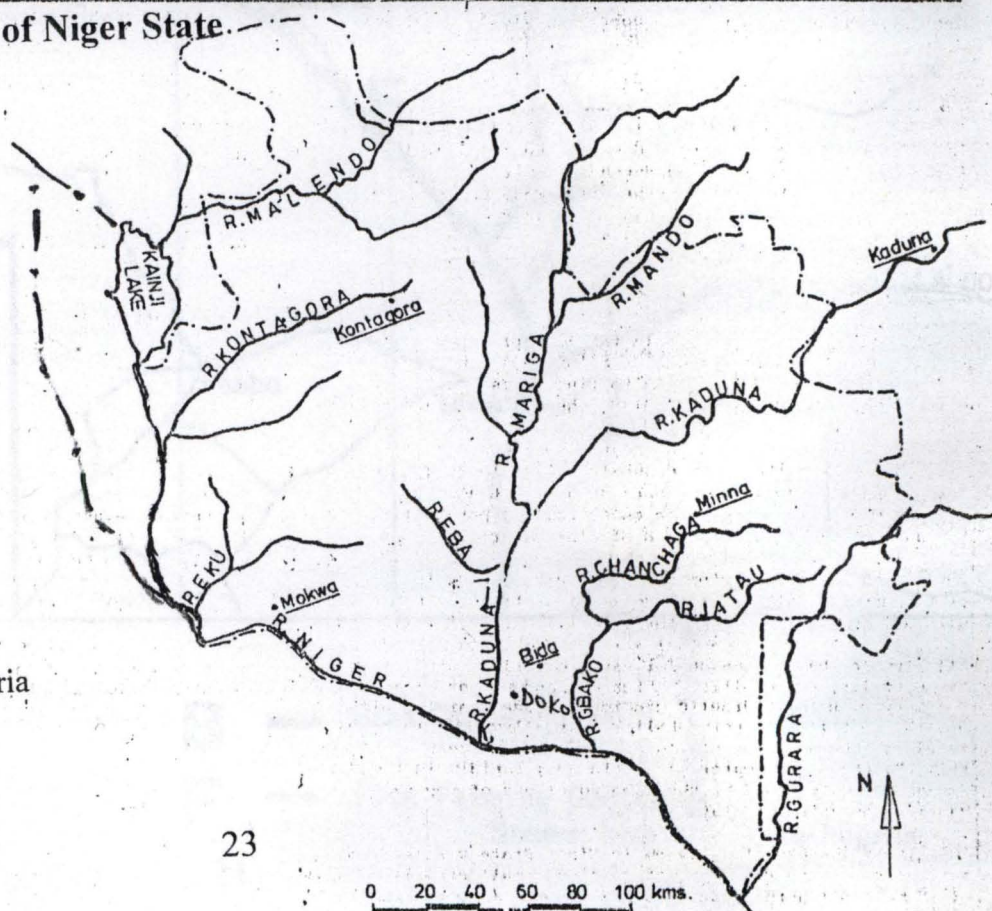 of Niger State
R.MALENDO
KAINJI
LAKE
R.MANDO
Kaduna
R.KONTAGORA
Kontagora
R MARIGA
R.KADUNA
Minna
R.EBA
R.CHANCHAGA
R.EKU
R.JATAU
Mokwa
R.NIGER
R.KADUNA
Bida
Doko
R.GBAKO
ria
R.GURARA
N
23
0 20 40 60 80 100 kms.